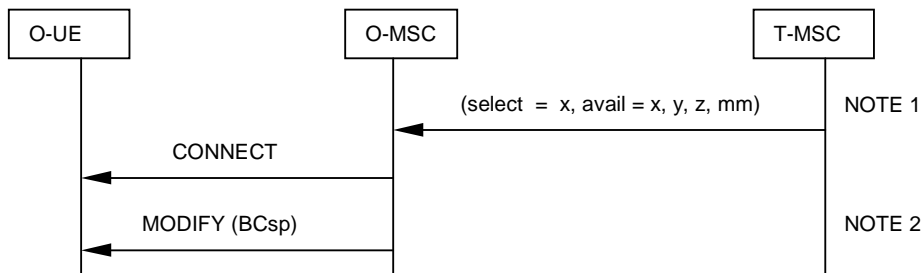 O-UE
O-MSC
T-MSC
(select = x, avail = x, y, z, mm)
NOTE 1
CONNECT
MODIFY (BCsp)
NOTE 2